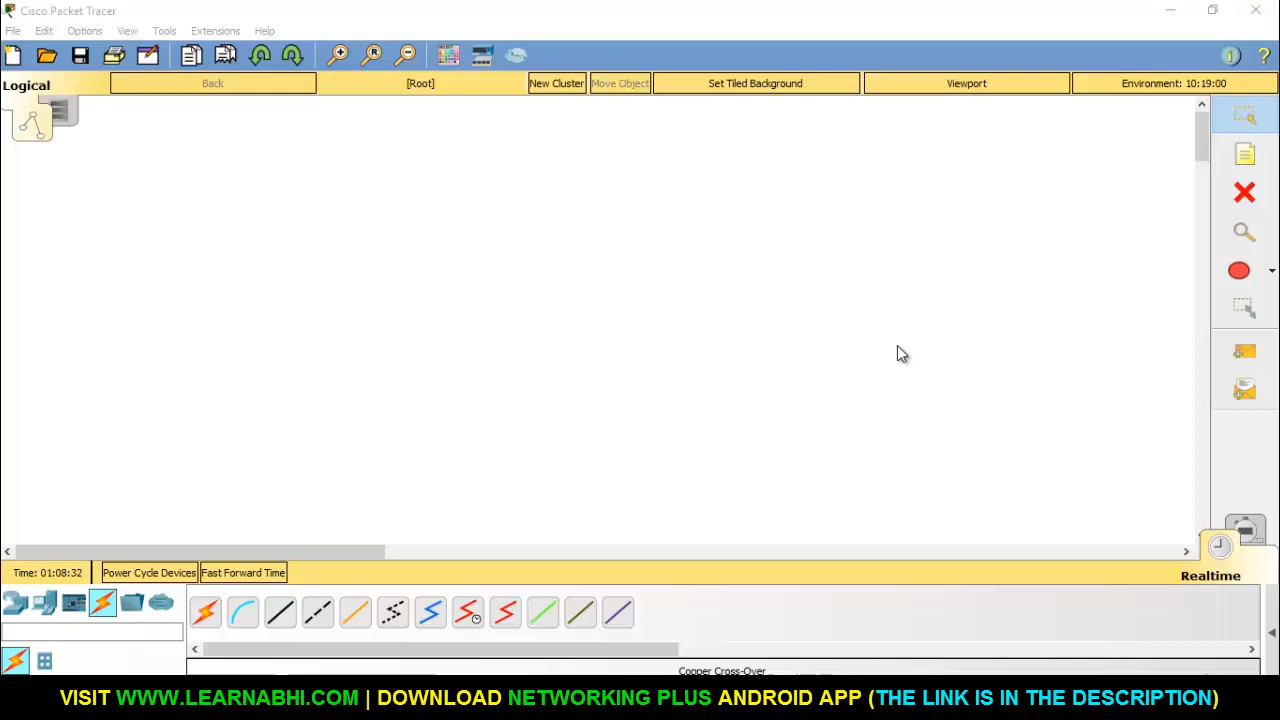 Cisco Packet Tracer
File Edit Options View Tools Extensions Help
Logical Back [Root] New Cluster Move Object Set Tiled Background Viewport Environment: 10:19:00
Time: 01:08:32 Power Cycle Devices Fast Forward Time Realtime
Copper Cross-Over
VISIT WWW.LEARNABHI.COM | DOWNLOAD NETWORKING PLUS ANDROID APP (THE LINK IS IN THE DESCRIPTION)